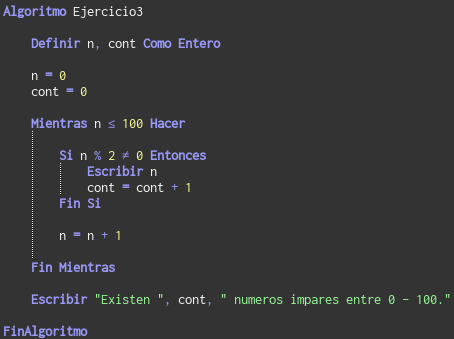 Algoritmo Ejercicio3
Definir n, cont Como Entero
n = 0
cont = 0
Mientras n ≤ 100 Hacer
Si n % 2 ≠ 0 Entonces
Escribir n
cont = cont + 1
Fin Si
n = n + 1
Fin Mientras
Escribir "Existen ", cont, " numeros impares entre 0 - 100."
FinAlgoritmo